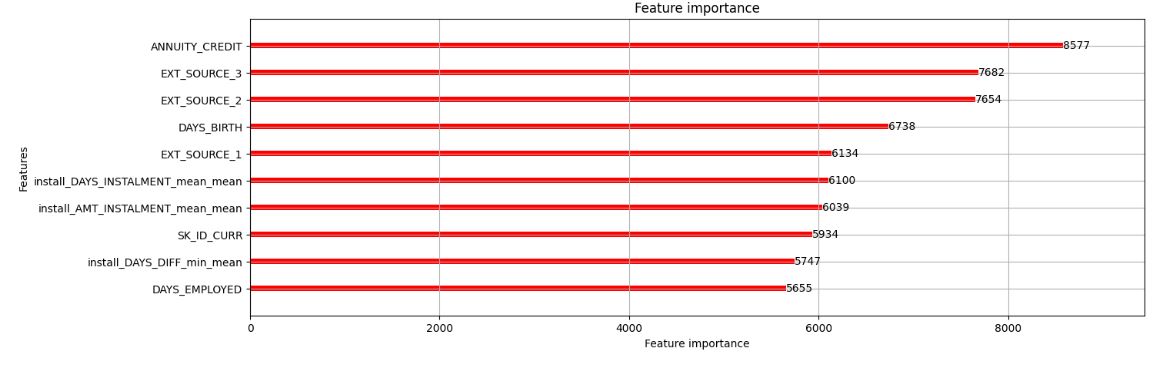 Feature importance
ANNUITY_CREDIT 8577
EXT_SOURCE_3 7682
EXT_SOURCE_2 7654
DAYS_BIRTH 6738
EXT_SOURCE_1 6134
install_DAYS_INSTALMENT_mean_mean 6100
install_AMT_INSTALMENT_mean_mean 6039
SK_ID_CURR 5934
install_DAYS_DIFF_min_mean 5747
DAYS_EMPLOYED 5655
Features
0 2000 4000 6000 8000
Feature importance